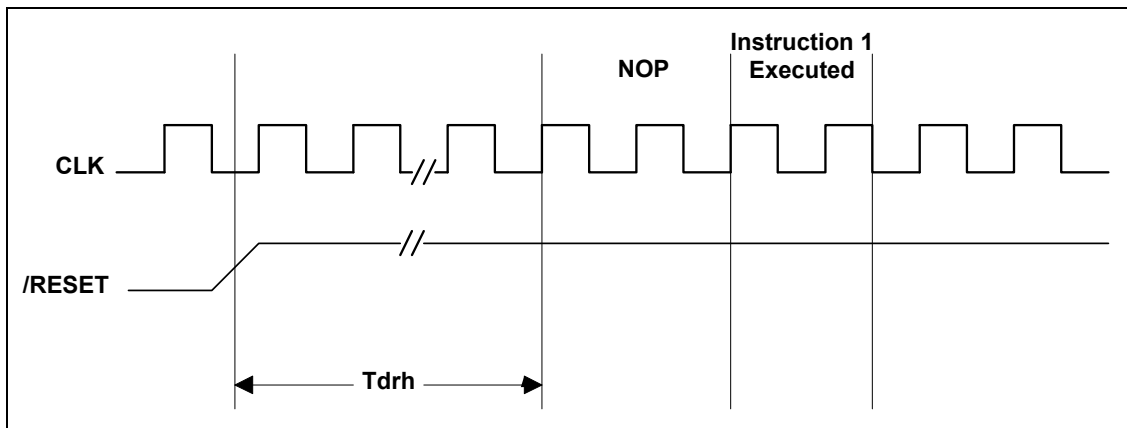 Instruction 1
Executed
NOP
CLK
/RESET
Tdrh